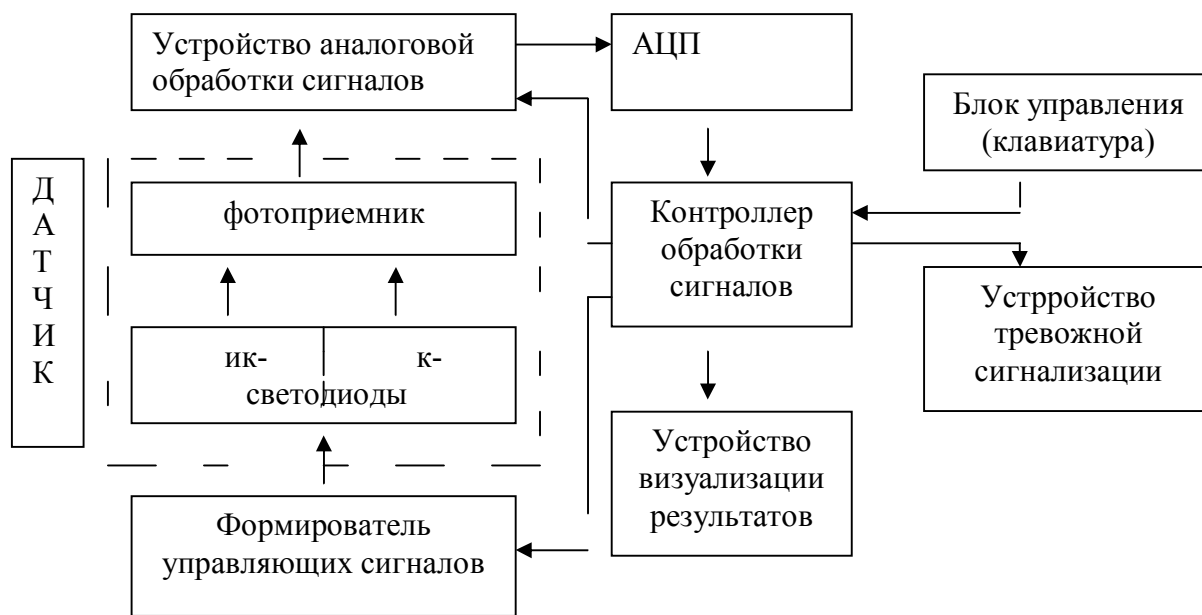 Устройство аналоговой
обработки сигналов
АЦП
Блок управления
(клавиатура)
Д
А
Т
Ч
И
К
фотоприемник
Контроллер
обработки
сигналов
Устрройство
тревожной
сигнализации
ик- к-
светодиоды
Устройство
визуализации
результатов
Формирователь
управляющих сигналов